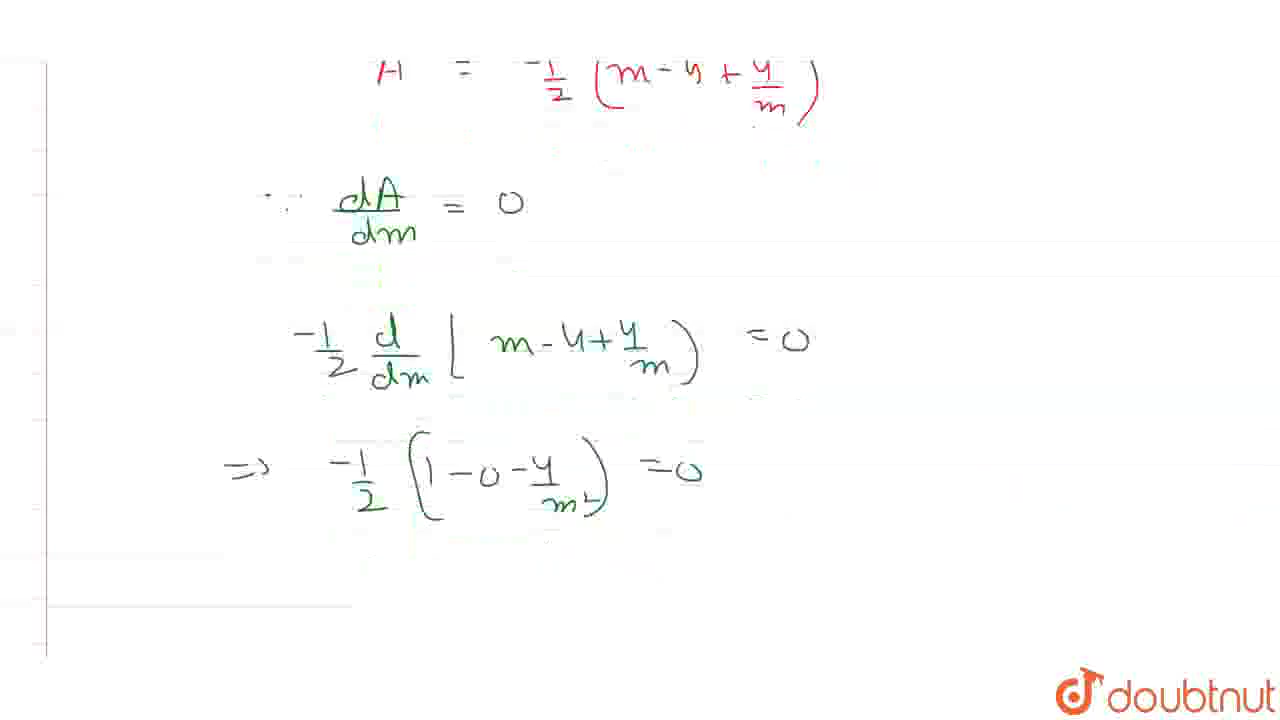 A = -1/2 (m - 4 + 4/m)
∵ dA/dm = 0
-1/2 d/dm [ m - 4 + 4/m ) = 0
⇒ -1/2 (1 - 0 - 4/m²) = 0
doubtnut